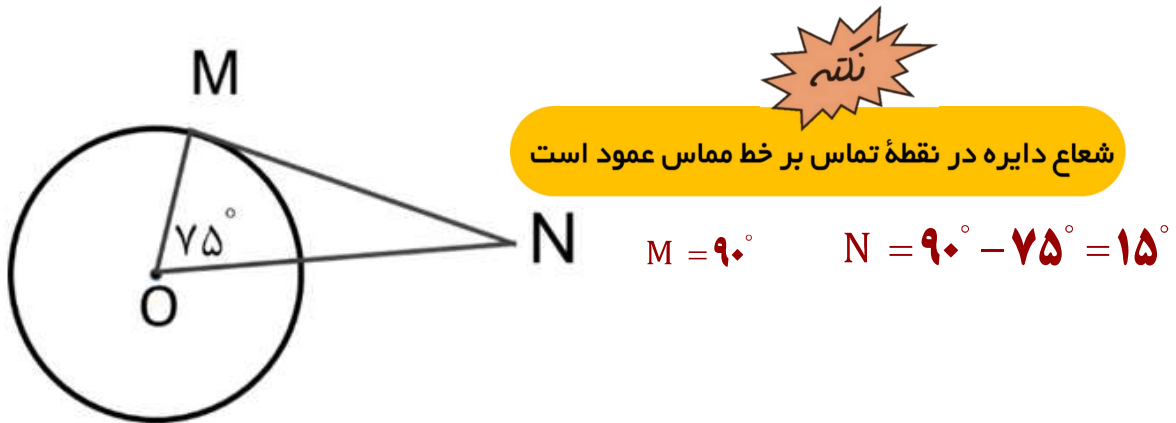 M
نکته
شعاع دایره در نقطهٔ تماس بر خط مماس عمود است
۷۵°
N
M = ۹۰°
N = ۹۰° − ۷۵° = ۱۵°
O